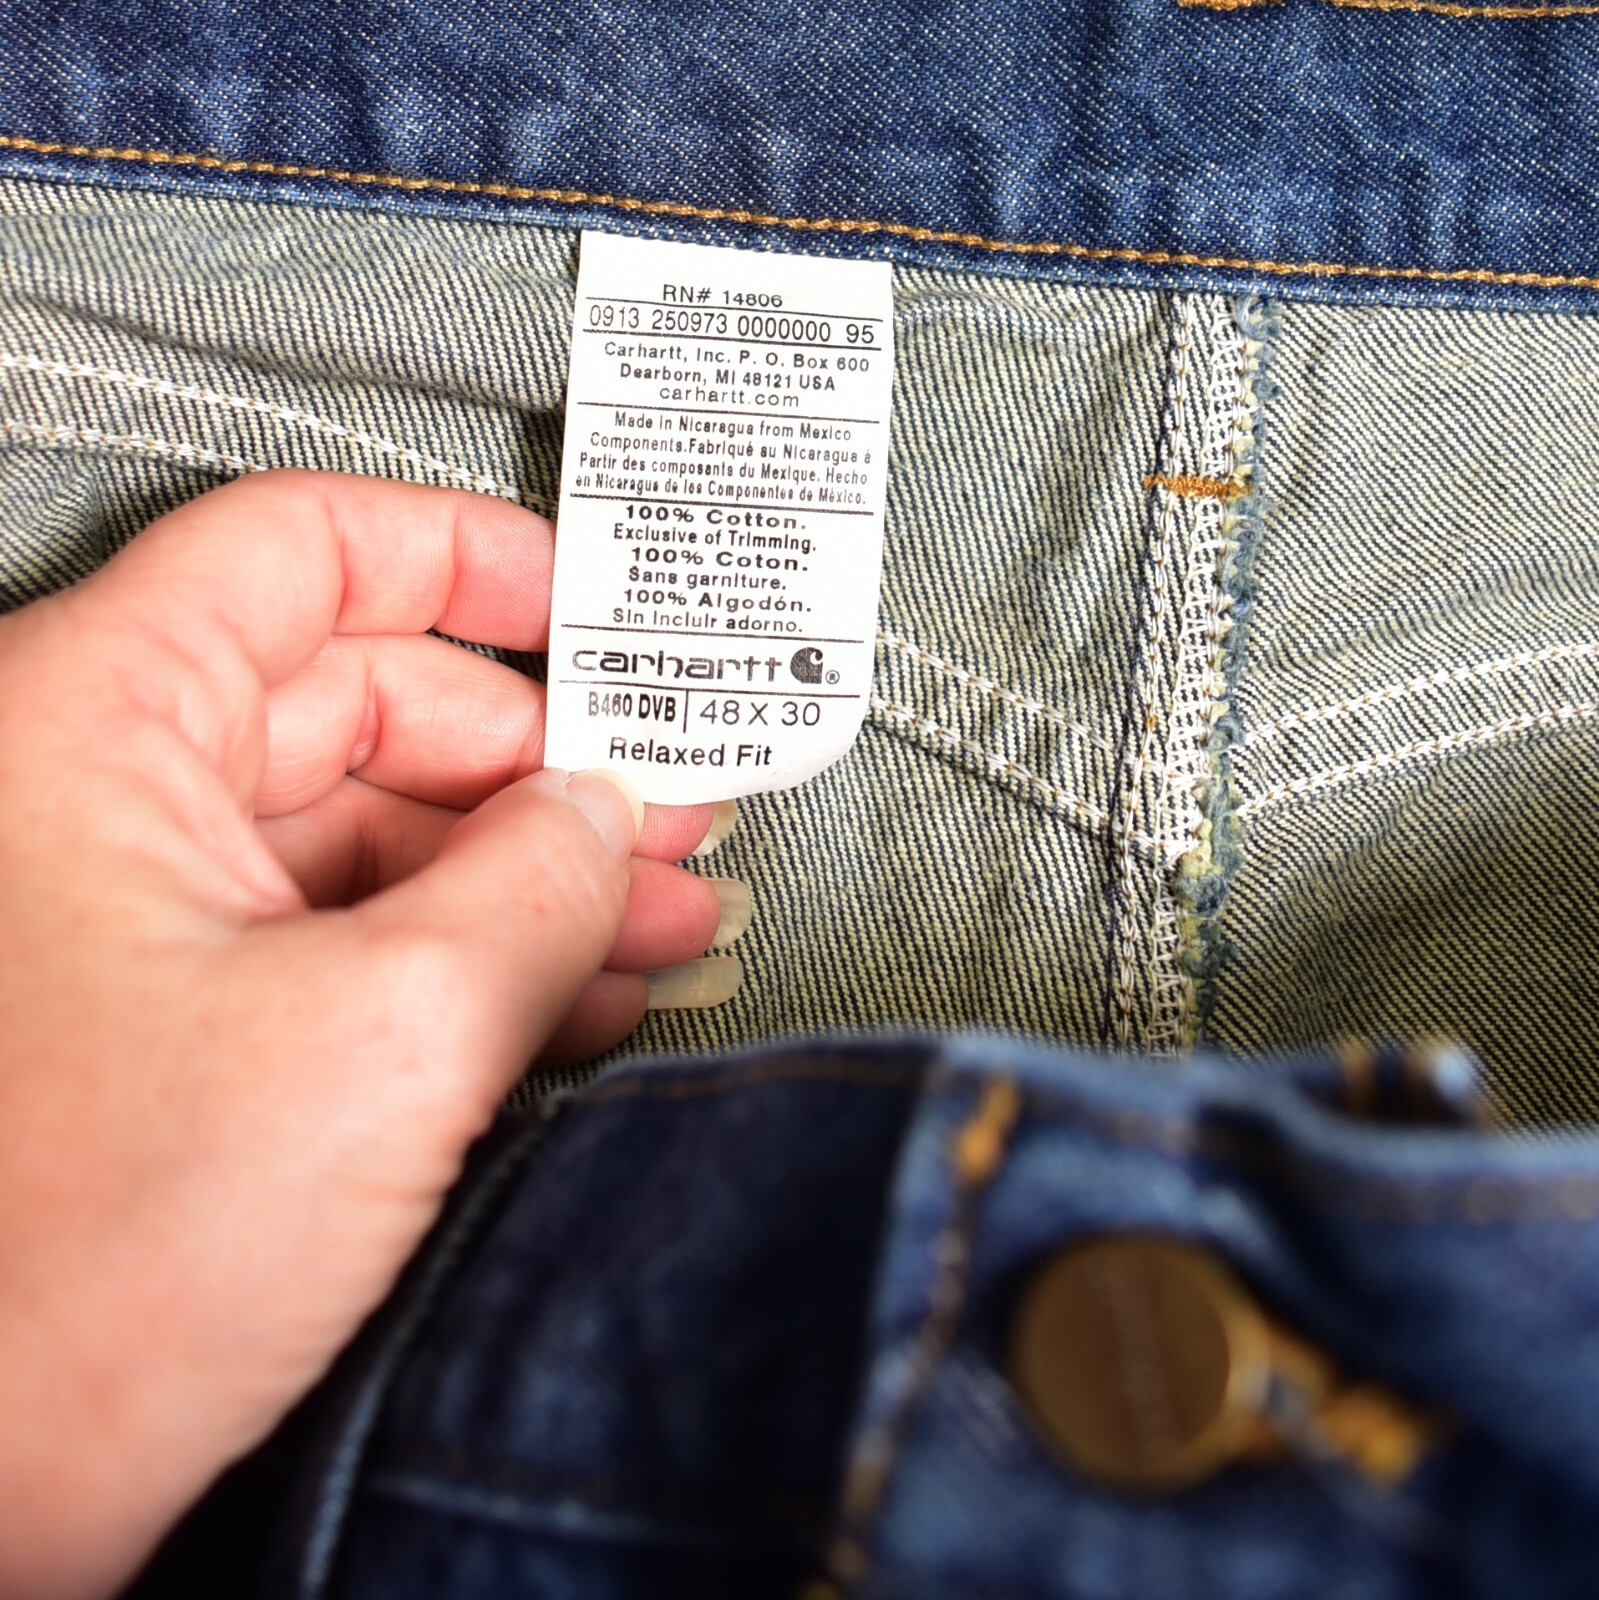 RN# 14806
0913 250973 0000000 95
Carhartt, Inc. P. O. Box 600
Dearborn, MI 48121 USA
carhartt.com
Made in Nicaragua from Mexico
Components.Fabriqué au Nicaragua é
Partir des composants du Mexique. Hecho
en Nicaragua de los Componentes de México.
100% Cotton.
Exclusive of Trimming.
100% Coton.
Sans garniture.
100% Algodón.
Sin incluir adorno.
carhartt ®
B460 DVB 48 X 30
Relaxed Fit